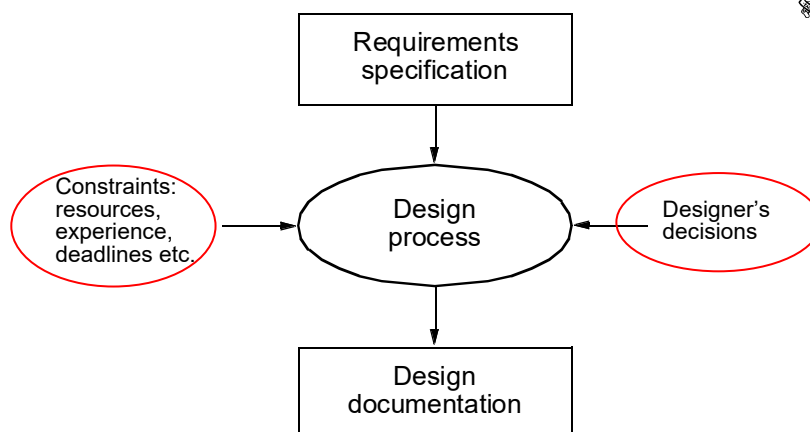 Requirements
specification
Constraints:
resources,
experience,
deadlines etc.
Design
process
Designer's
decisions
Design
documentation